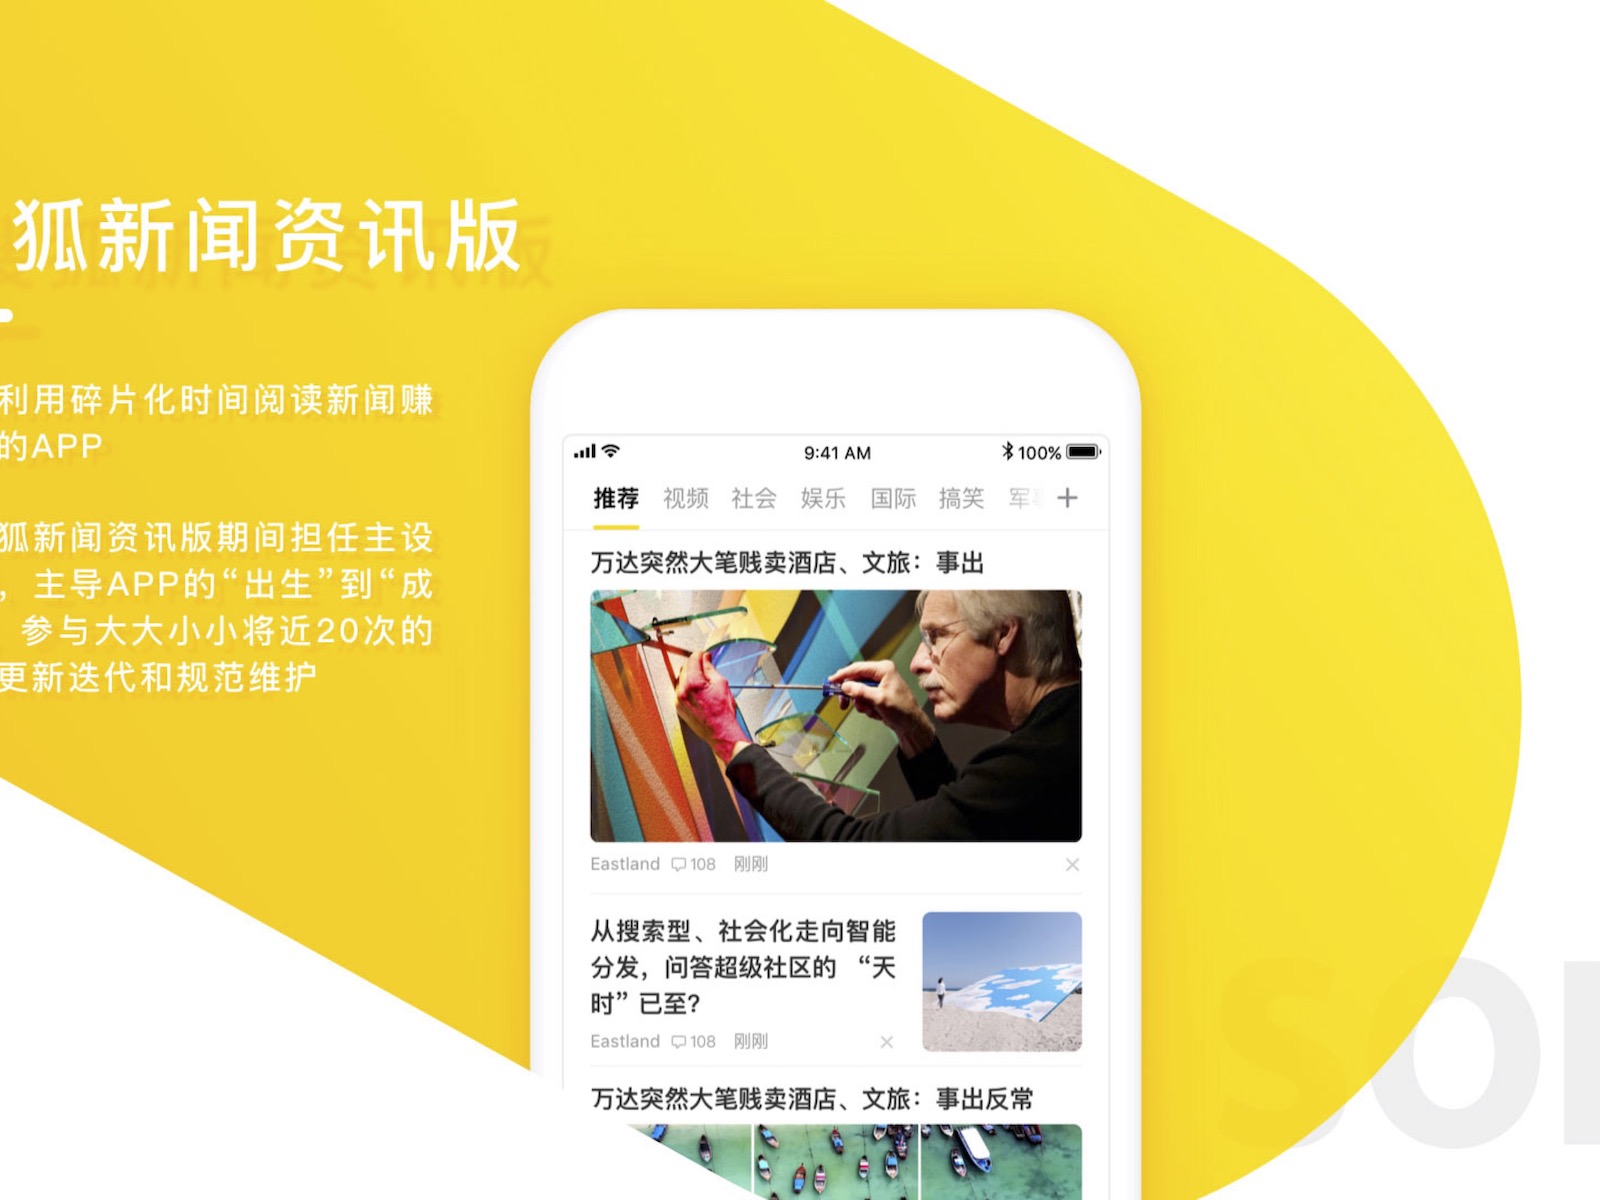 狐新闻资讯版
利用碎片化时间阅读新闻赚
的APP
狐新闻资讯版期间担任主设
，主导APP的“出生”到“成
参与大大小小将近20次的
更新迭代和规范维护
9:41 AM
100%
推荐 视频 社会 娱乐 国际 搞笑 军
万达突然大笔贱卖酒店、文旅：事出
Eastland 108 刚刚
从搜索型、社会化走向智能
分发，问答超级社区的 “天
时”已至？
Eastland 108 刚刚
万达突然大笔贱卖酒店、文旅：事出反常
SO